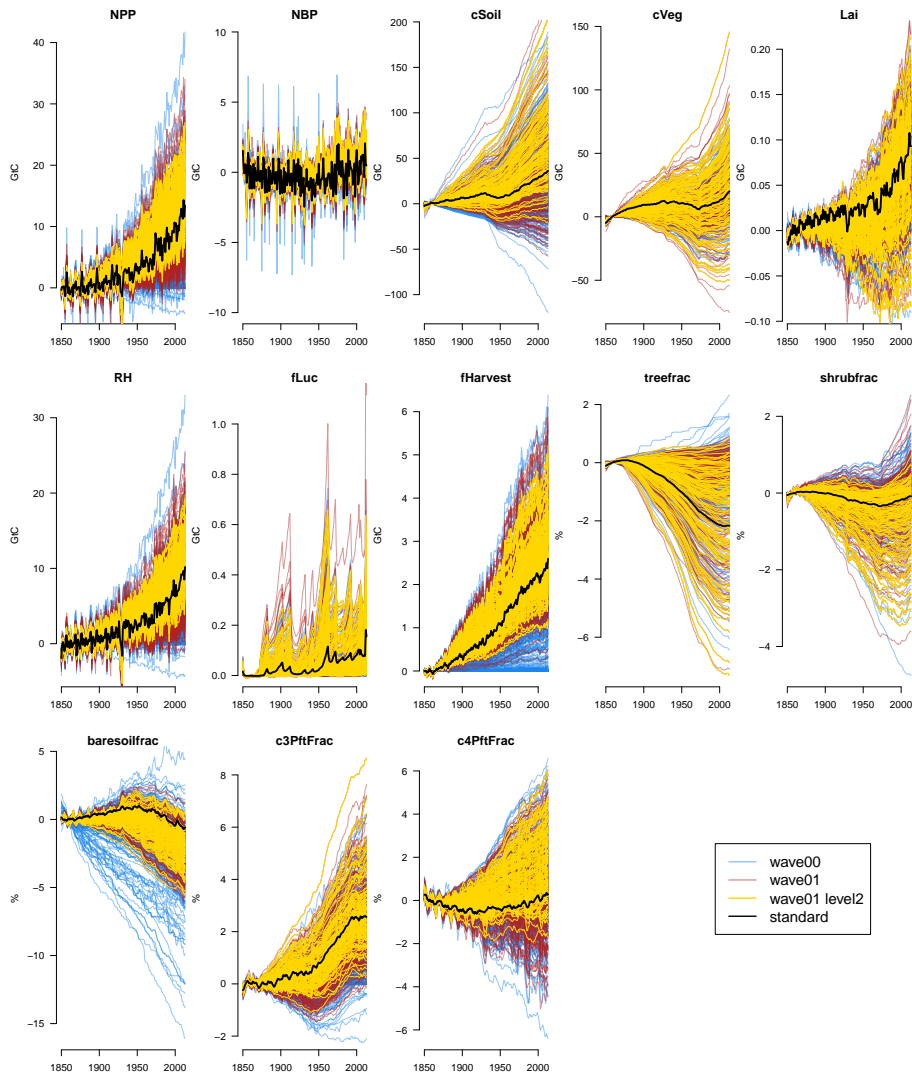 NPP
GtC
40
30
20
10
0
1850 1900 1950 2000
NBP
GtC
10
5
0
−5
−10
1850 1900 1950 2000
cSoil
GtC
200
150
100
50
0
−50
−100
1850 1900 1950 2000
cVeg
GtC
150
100
50
0
−50
1850 1900 1950 2000
Lai
GtC
0.20
0.15
0.10
0.05
0.00
−0.05
−0.10
1850 1900 1950 2000
RH
GtC
30
20
10
0
1850 1900 1950 2000
fLuc
GtC
1.0
0.8
0.6
0.4
0.2
0.0
1850 1900 1950 2000
fHarvest
GtC
6
5
4
3
2
1
0
1850 1900 1950 2000
treefrac
%
2
0
−2
−4
−6
1850 1900 1950 2000
shrubfrac
%
2
0
−2
−4
1850 1900 1950 2000
baresoilfrac
%
5
0
−5
−10
−15
1850 1900 1950 2000
c3PftFrac
%
8
6
4
2
0
−2
1850 1900 1950 2000
c4PftFrac
%
6
4
2
0
−2
−4
−6
1850 1900 1950 2000
wave00
wave01
wave01 level2
standard